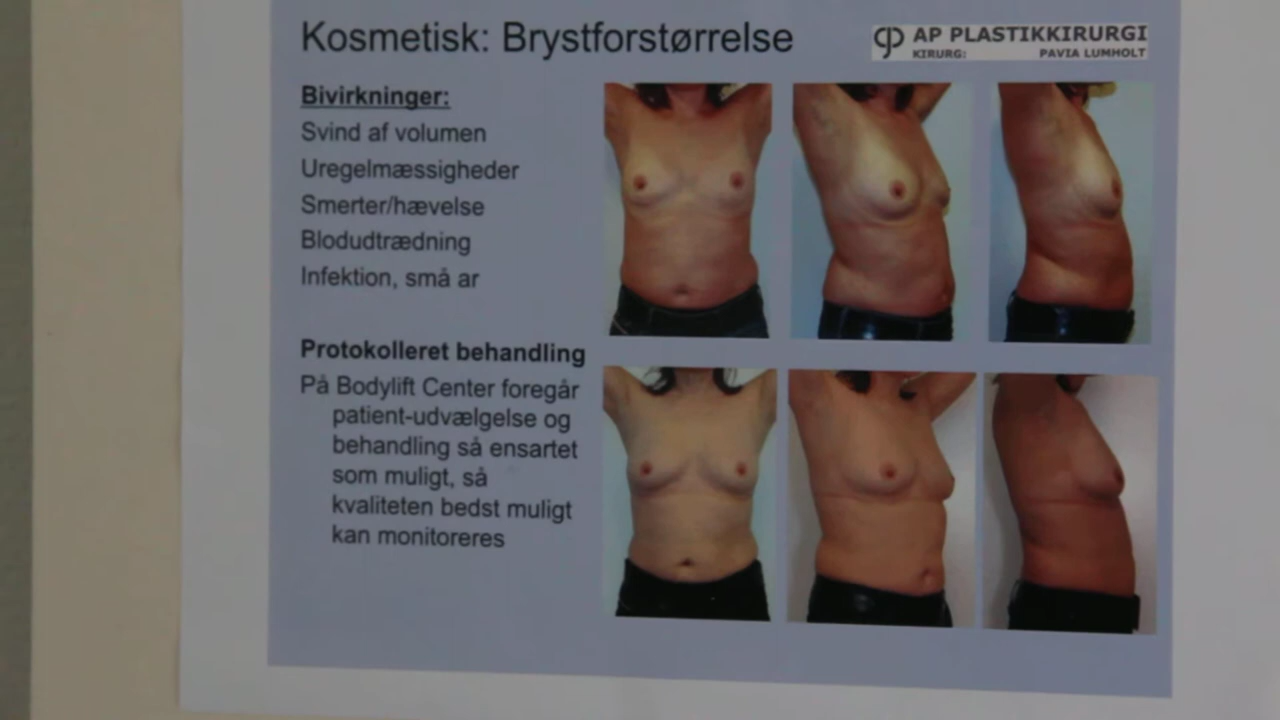 Kosmetisk: Brystforstørrelse
AP PLASTIKKIRURGI
KIRURG: PAVIA LUMHOLT
Bivirkninger:
Svind af volumen
Uregelmæssigheder
Smerter/hævelse
Blodudtrædning
Infektion, små ar
Protokolleret behandling
På Bodylift Center foregår
patient-udvælgelse og
behandling så ensartet
som muligt, så
kvaliteten bedst muligt
kan monitoreres